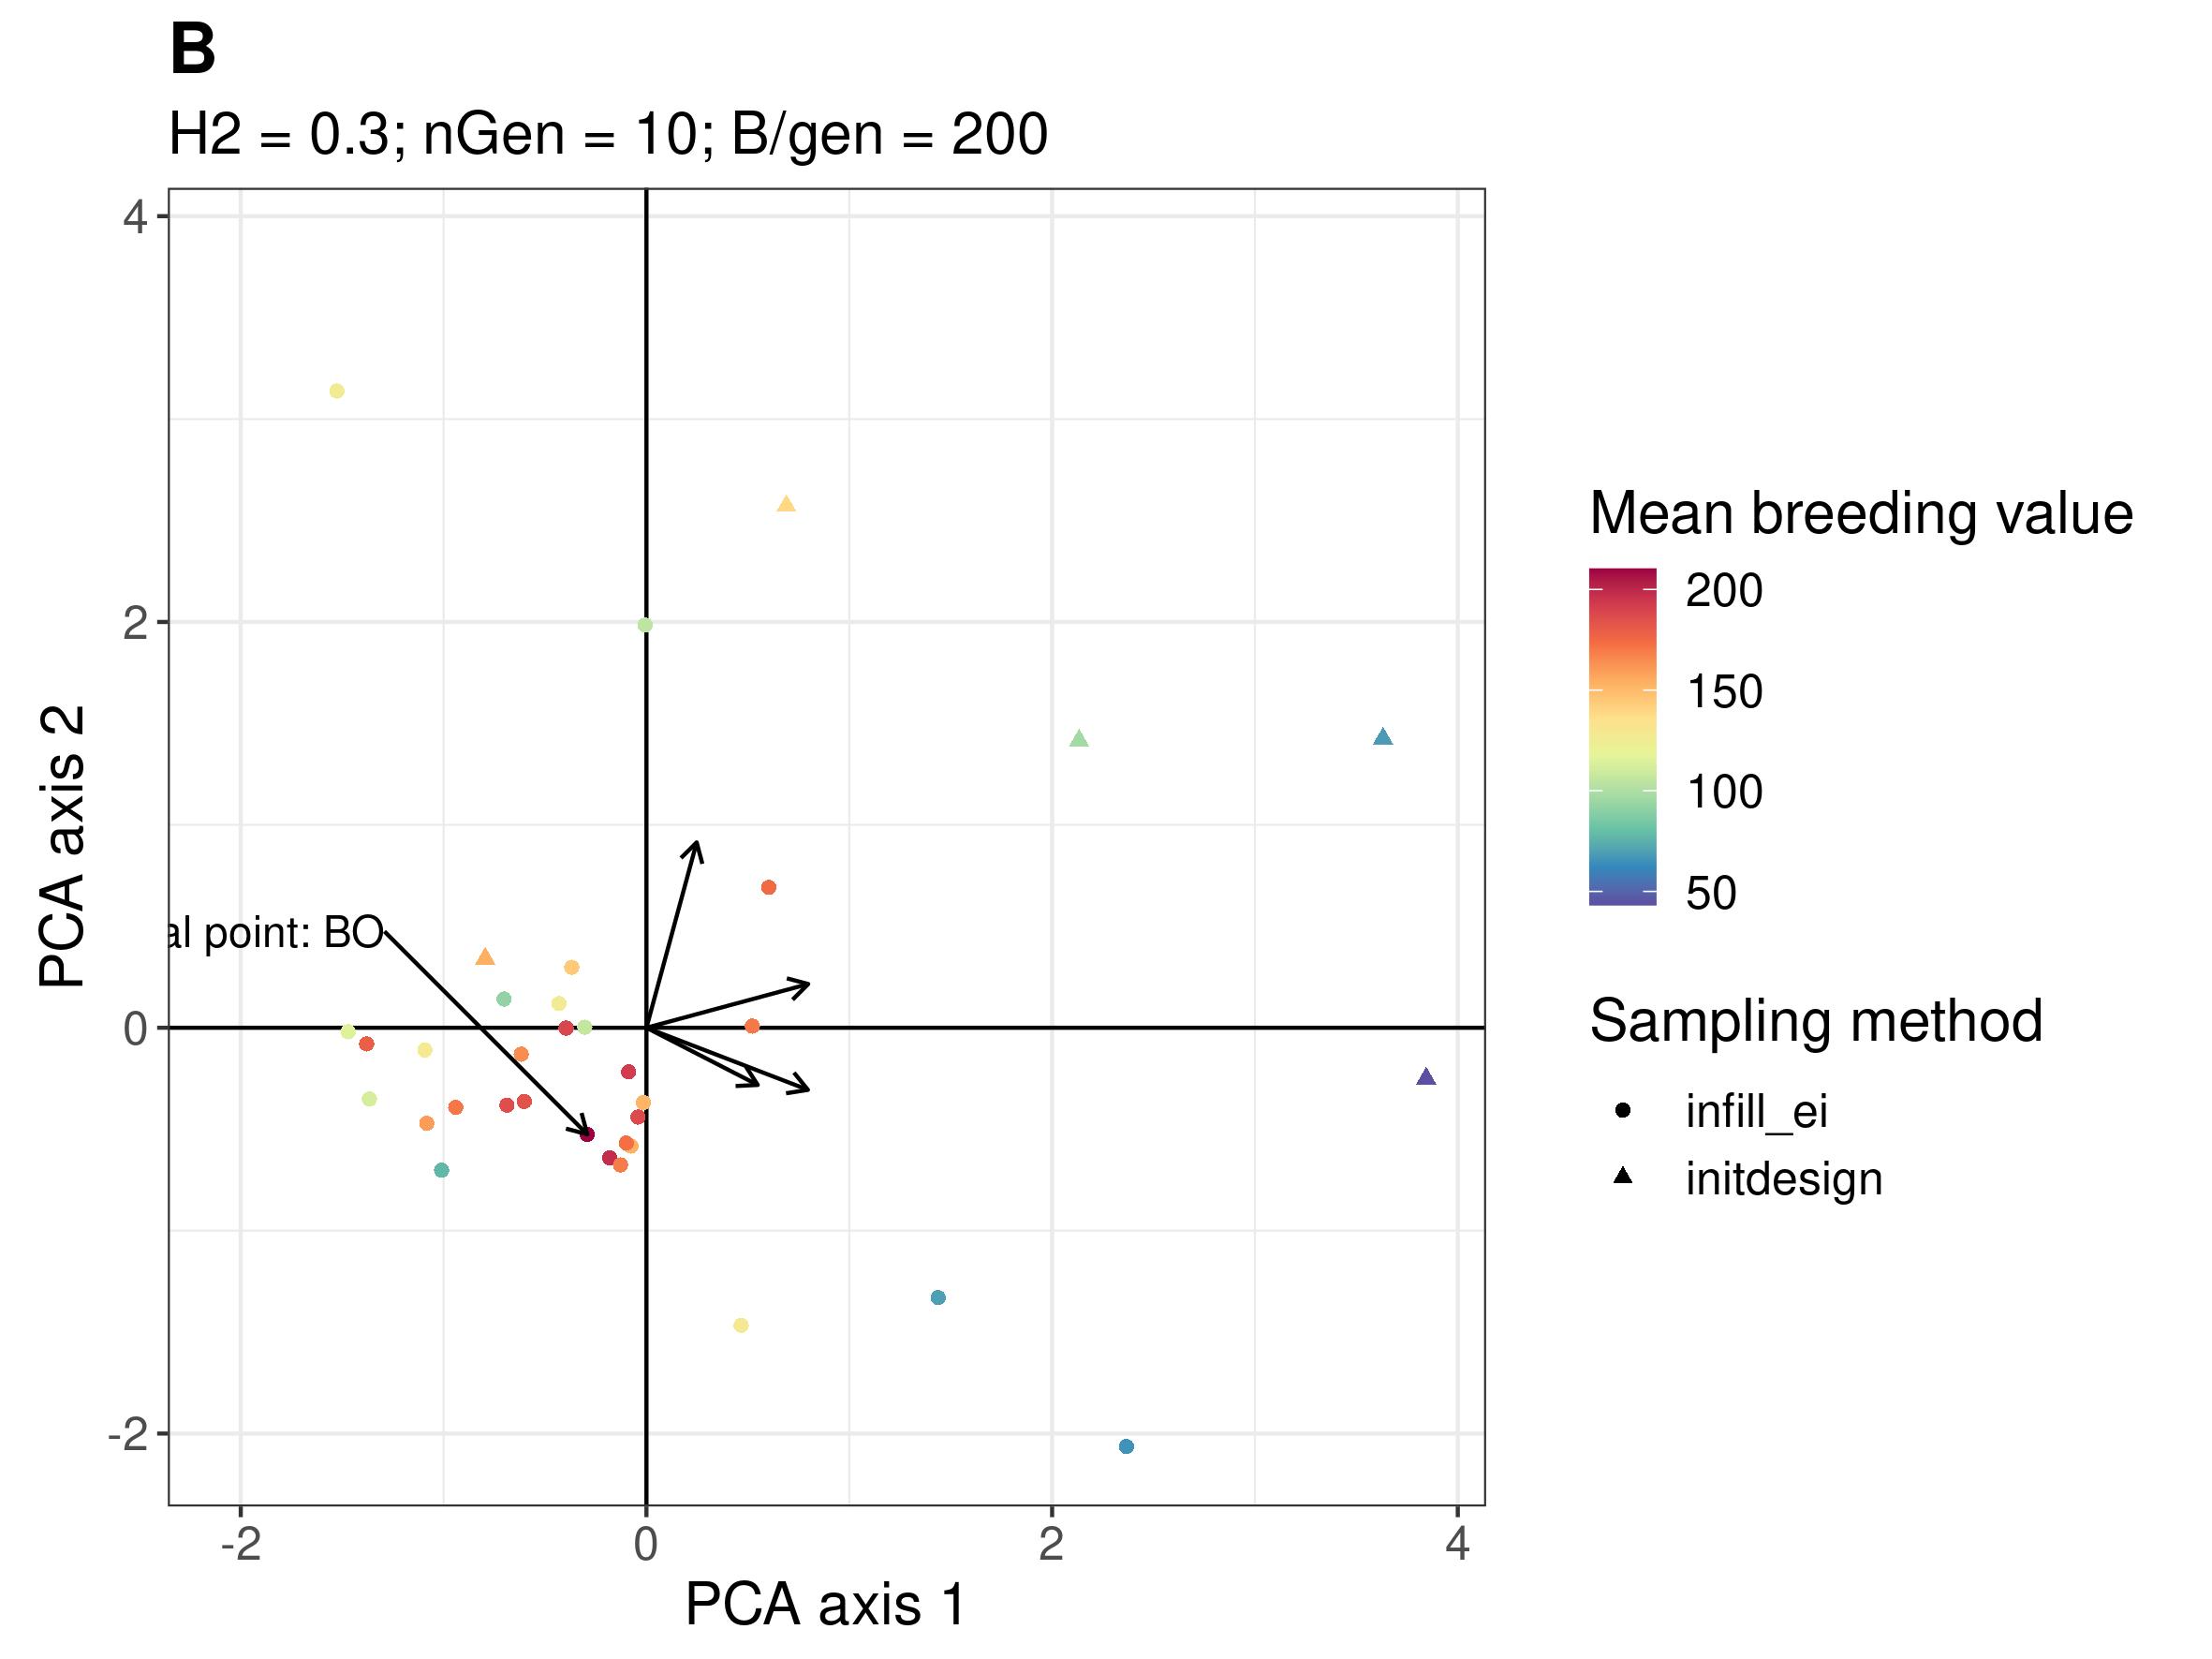 B
H2 = 0.3; nGen = 10; B/gen = 200
PCA axis 2
4
2
0
-2
al point: BO
-2
0
2
4
PCA axis 1
Mean breeding value
200
150
100
50
Sampling method
infill_ei
initdesign